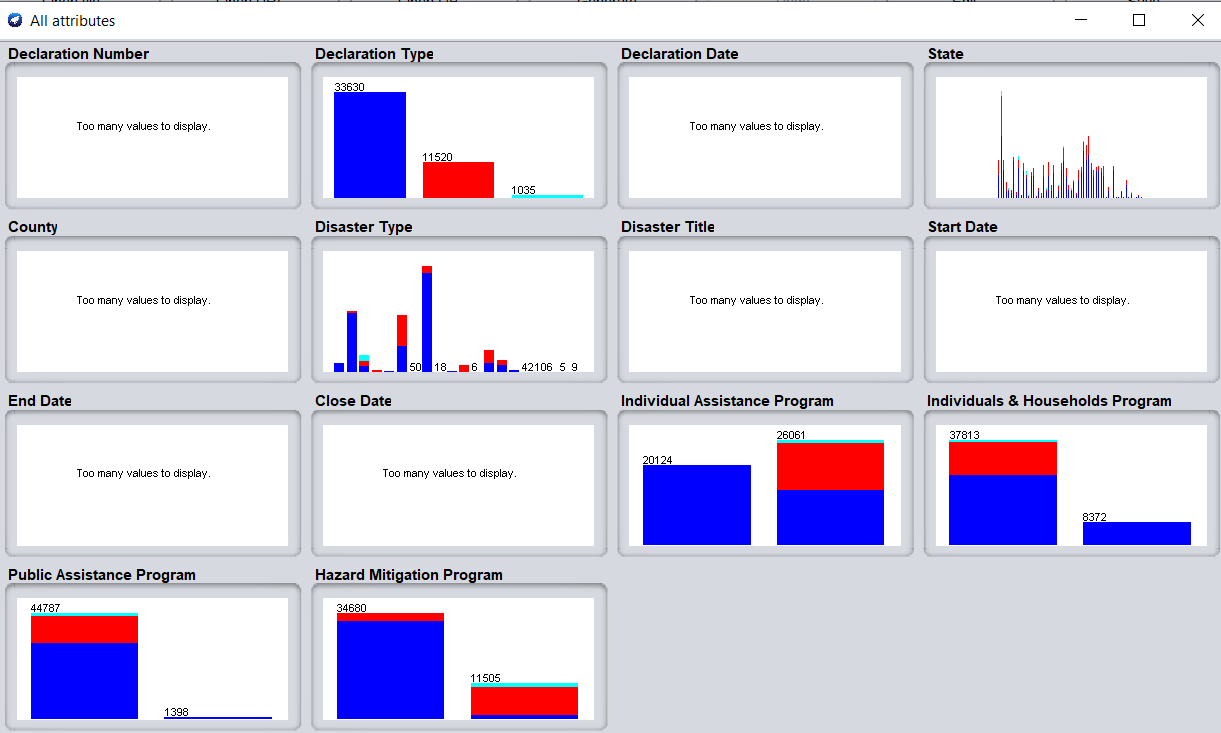 All attributes
Declaration Number
Declaration Type
Declaration Date
State
Too many values to display.
33630
11520
1035
Too many values to display.
County
Disaster Type
Disaster Title
Start Date
Too many values to display.
50 18 6 42106 5 9
Too many values to display.
Too many values to display.
End Date
Close Date
Individual Assistance Program
Individuals & Households Program
Too many values to display.
Too many values to display.
20124
26061
37813
8372
Public Assistance Program
Hazard Mitigation Program
44787
1398
34680
11505